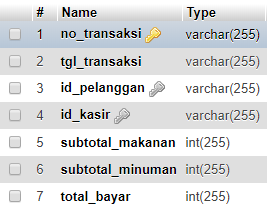 # Name Type
1 no_transaksi varchar(255)
2 tgl_transaksi varchar(255)
3 id_pelanggan varchar(255)
4 id_kasir varchar(255)
5 subtotal_makanan int(255)
6 subtotal_minuman int(255)
7 total_bayar int(255)